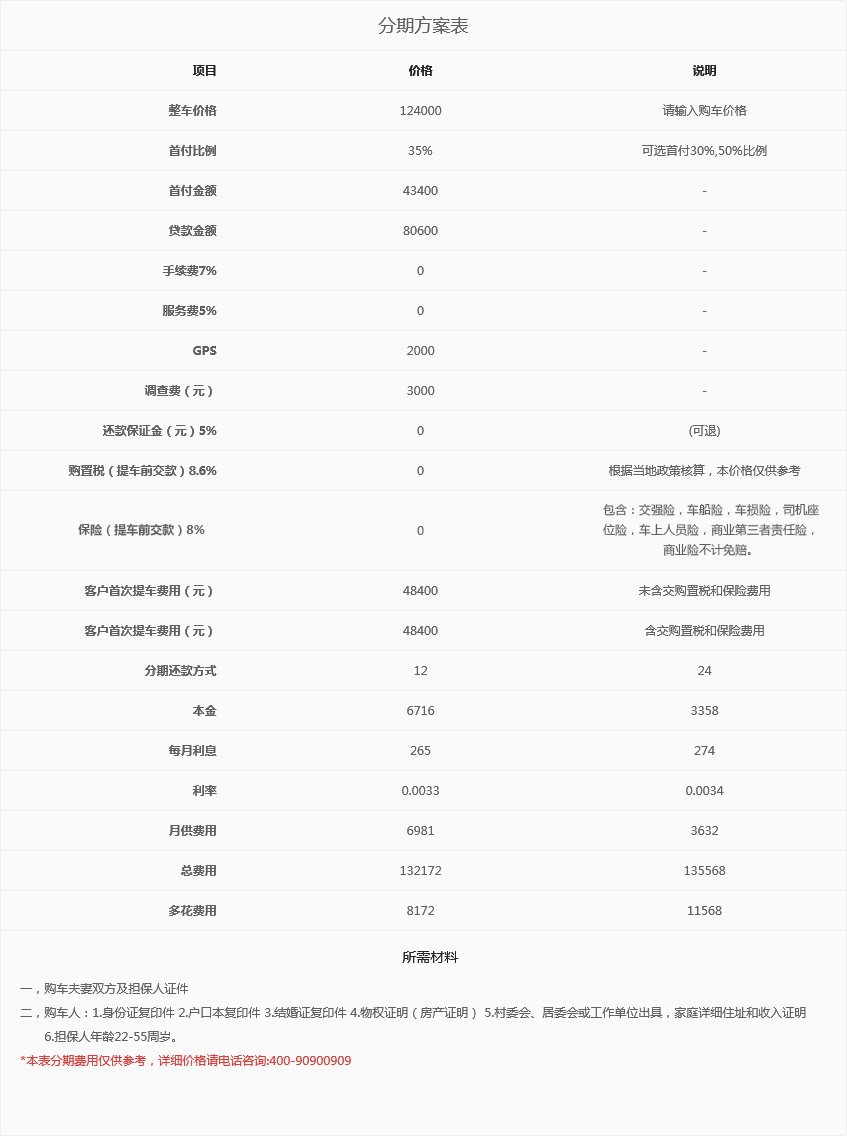 分期方案表
项目 价格 说明
整车价格 124000 请输入购车价格
首付比例 35% 可选首付30%,50%比例
首付金额 43400 -
贷款金额 80600 -
手续费7% 0 -
服务费5% 0 -
GPS 2000 -
调查费（元） 3000 -
还款保证金（元）5% 0 (可退)
购置税（提车前交款）8.6% 0 根据当地政策核算，本价格仅供参考
保险（提车前交款）8% 0 包含：交强险，车船险，车损险，司机座
位险，车上人员险，商业第三者责任险，
商业险不计免赔。
客户首次提车费用（元） 48400 未含交购置税和保险费用
客户首次提车费用（元） 48400 含交购置税和保险费用
分期还款方式 12 24
本金 6716 3358
每月利息 265 274
利率 0.0033 0.0034
月供费用 6981 3632
总费用 132172 135568
多花费用 8172 11568
所需材料
一，购车夫妻双方及担保人证件
二，购车人：1.身份证复印件 2.户口本复印件 3.结婚证复印件 4.物权证明（房产证明） 5.村委会、居委会或工作单位出具，家庭详细住址和收入证明
6.担保人年龄22-55周岁。
*本表分期费用仅供参考，详细价格请电话咨询:400-90900909